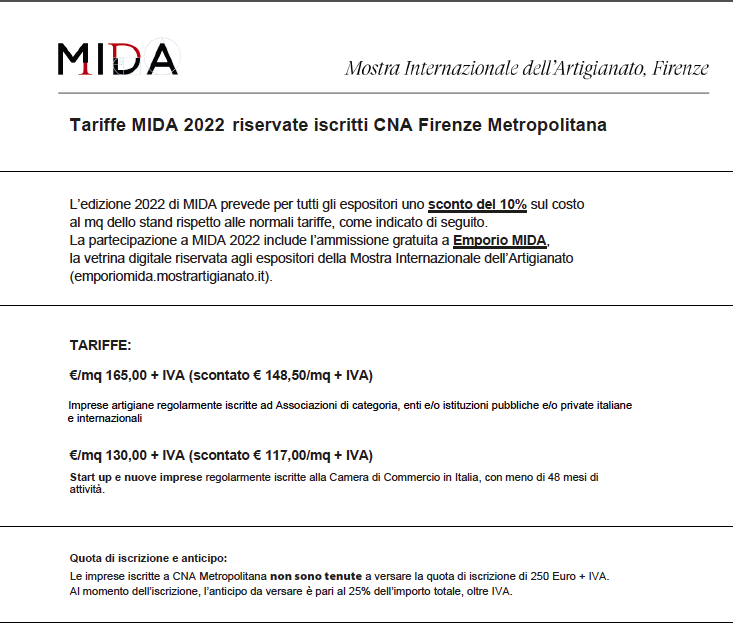 MIDA
Mostra Internazionale dell'Artigianato, Firenze
Tariffe MIDA 2022 riservate iscritti CNA Firenze Metropolitana
L'edizione 2022 di MIDA prevede per tutti gli espositori uno sconto del 10% sul costo
al mq dello stand rispetto alle normali tariffe, come indicato di seguito.
La partecipazione a MIDA 2022 include l'ammissione gratuita a Emporio MIDA,
la vetrina digitale riservata agli espositori della Mostra Internazionale dell'Artigianato
(emporiomida.mostrartigianato.it).
TARIFFE:
€/mq 165,00 + IVA (scontato € 148,50/mq + IVA)
Imprese artigiane regolarmente iscritte ad Associazioni di categoria, enti e/o istituzioni pubbliche e/o private italiane
e internazionali
€/mq 130,00 + IVA (scontato € 117,00/mq + IVA)
Start up e nuove imprese regolarmente iscritte alla Camera di Commercio in Italia, con meno di 48 mesi di
attività.
Quota di iscrizione e anticipo:
Le imprese iscritte a CNA Metropolitana non sono tenute a versare la quota di iscrizione di 250 Euro + IVA.
Al momento dell'iscrizione, l'anticipo da versare è pari al 25% dell'importo totale, oltre IVA.